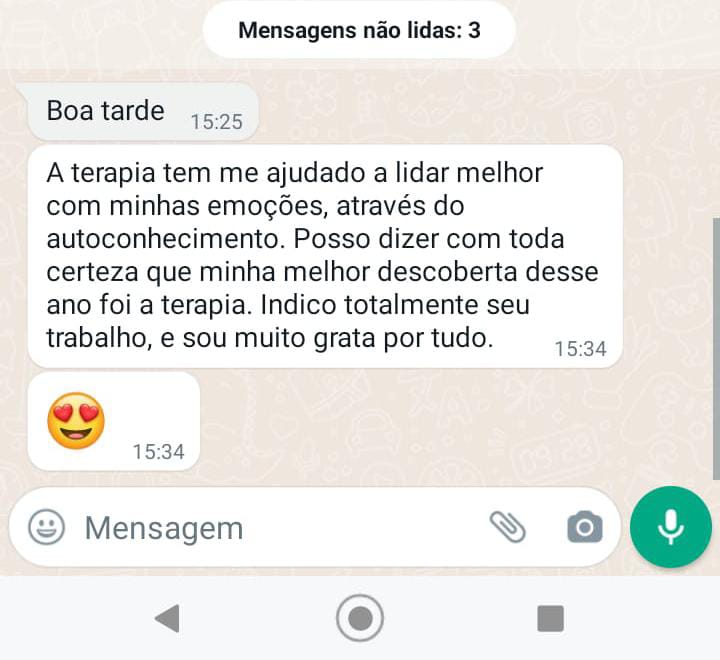 Mensagens não lidas: 3
Boa tarde 15:25
A terapia tem me ajudado a lidar melhor
com minhas emoções, através do
autoconhecimento. Posso dizer com toda
certeza que minha melhor descoberta desse
ano foi a terapia. Indico totalmente seu
trabalho, e sou muito grata por tudo. 15:34
15:34
Mensagem